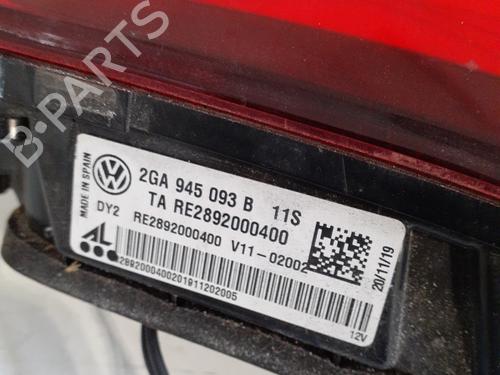 B-PARTS
MADE IN SPAIN
2GA 945 093 B 11S
TA RE2892000400
DY2 RE2892000400 V11-02002
AL
20/11/19
12V